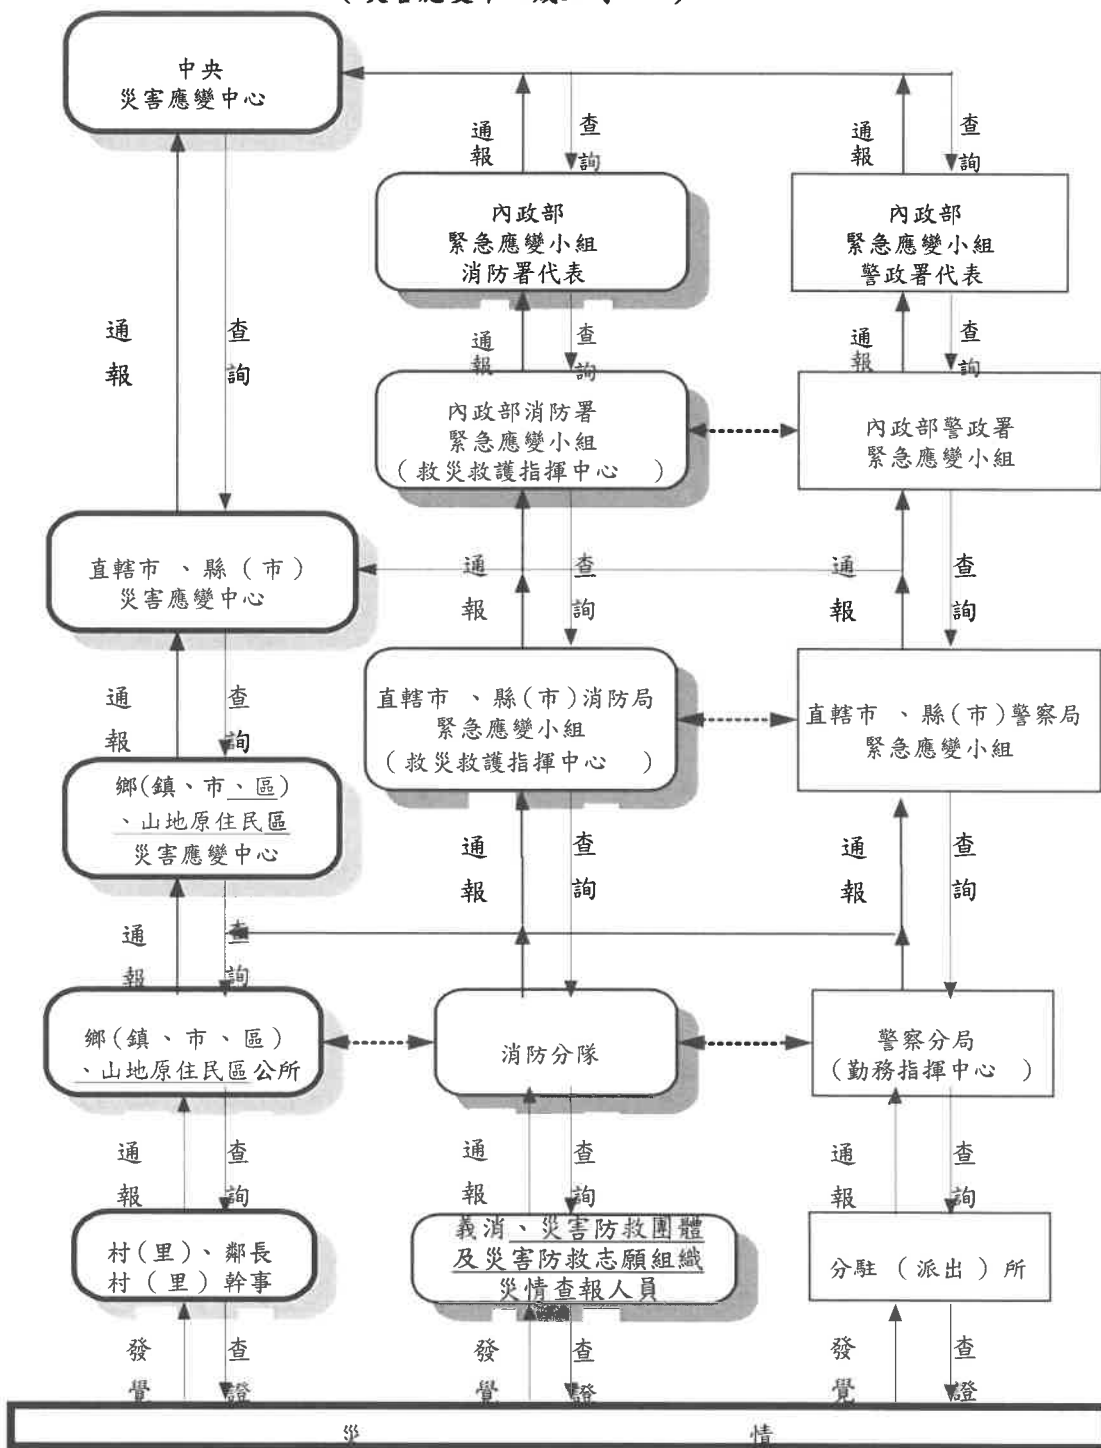 中央
災害應變中心
通報
查詢
通報
查詢
內政部
緊急應變小組
消防署代表
內政部
緊急應變小組
警政署代表
通報
查詢
通報
查詢
通報
查詢
內政部消防署
緊急應變小組
(救災救護指揮中心 )
內政部警政署
緊急應變小組
直轄市 、縣 ( 市 )
災害應變中心
通報
查詢
通報
查詢
直轄市 、縣(市)消防局
緊急應變小組
(救災救護指揮中心 )
直轄市 、縣(市)警察局
緊急應變小組
通報
查詢
鄉(鎮、市、區)
、山地原住民區
災害應變中心
通報
查詢
通報
查詢
通報
查詢
鄉(鎮、市、區)
、山地原住民區公所
消防分隊
警察分局
(勤務指揮中心 )
通報
查詢
通報
查詢
通報
查詢
村(里)、鄰長
村 (里) 幹事
義消、災害防救團體
及災害防救志願組織
災情查報人員
分駐 (派出) 所
發覺
查證
發覺
查證
發覺
查證
災 情